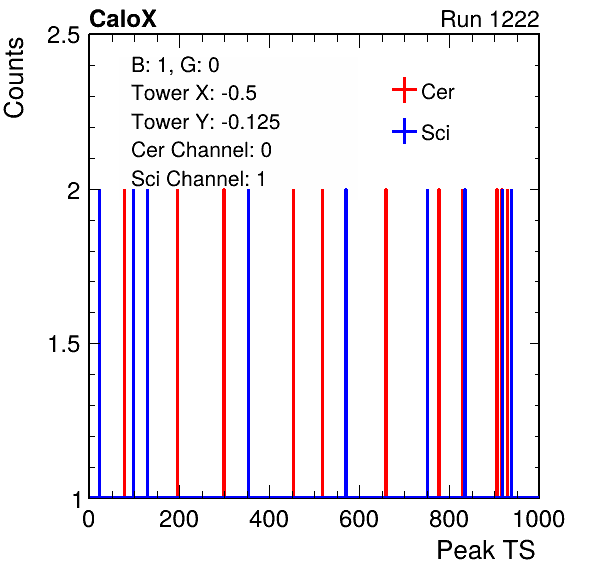 CaloX Run 1222
Counts
2.5
2
1.5
1
B: 1, G: 0
Tower X: -0.5
Tower Y: -0.125
Cer Channel: 0
Sci Channel: 1
Cer
Sci
0 200 400 600 800 1000
Peak TS